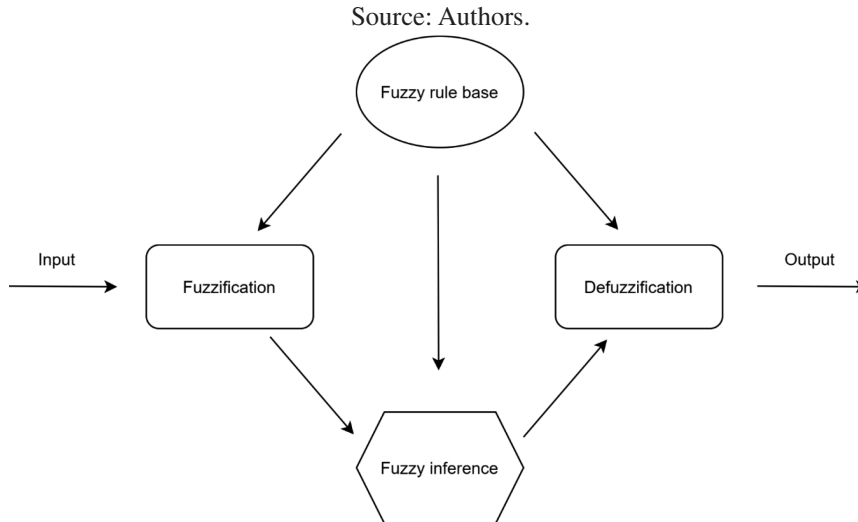 Source: Authors.
Fuzzy rule base
Input
Fuzzification
Defuzzification
Output
Fuzzy inference